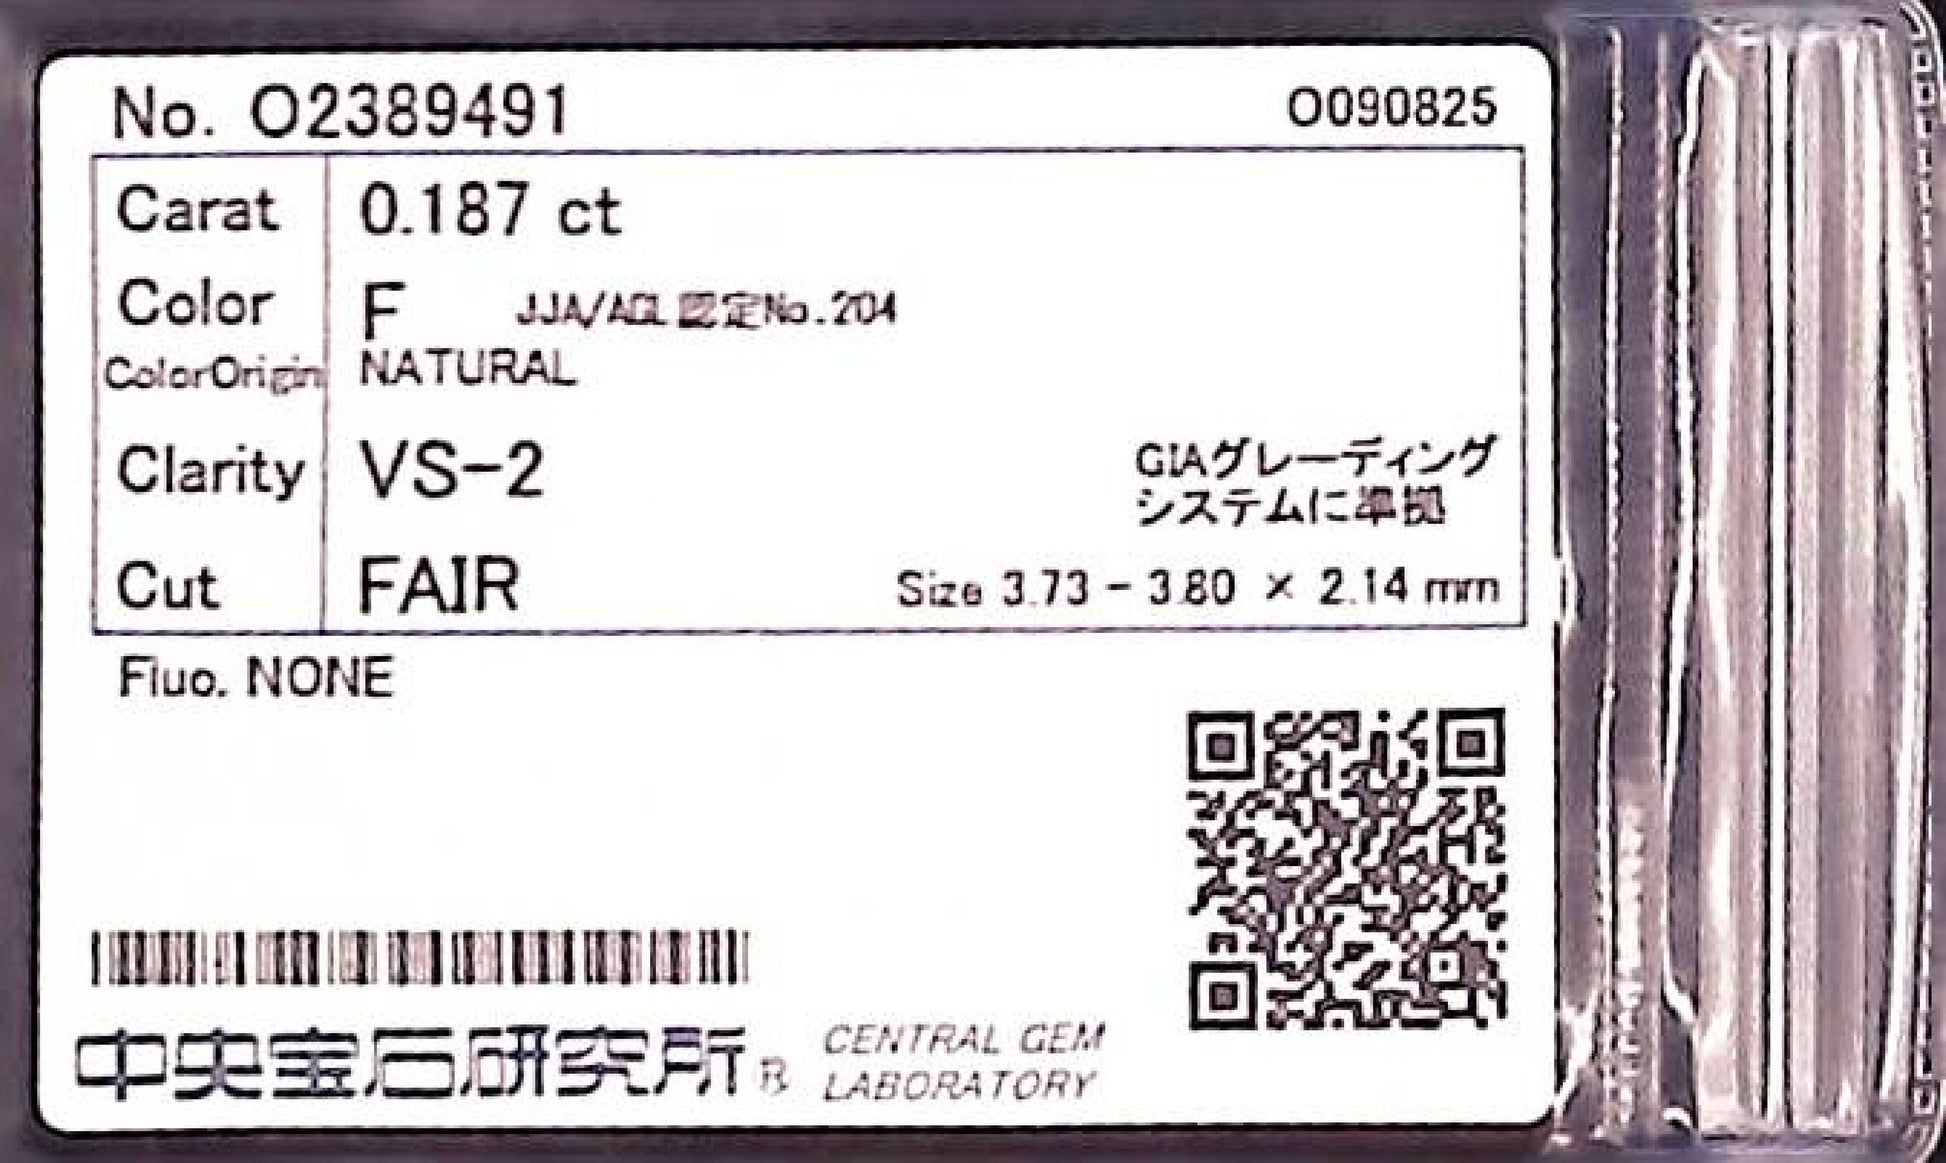 No. O2389491 O090825
Carat 0.187 ct
Color F JJA/AGL認定No.204
ColorOrigin NATURAL
Clarity VS-2 GIAグレーディング
システムに準拠
Cut FAIR Size 3.73 - 3.80 × 2.14 mm
Fluo. NONE
中央宝石研究所® CENTRAL GEM
LABORATORY